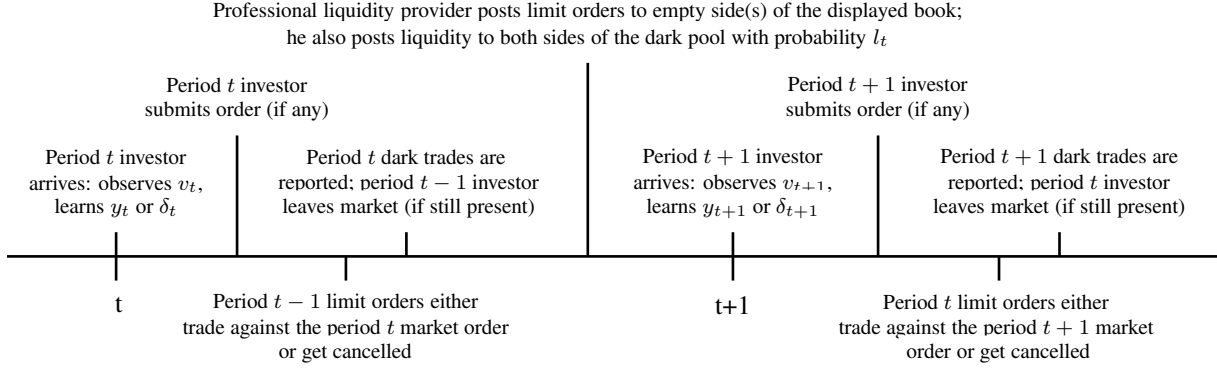 Professional liquidity provider posts limit orders to empty side(s) of the displayed book;
he also posts liquidity to both sides of the dark pool with probability l_t
Period t investor
submits order (if any)
Period t + 1 investor
submits order (if any)
Period t investor
arrives: observes v_t,
learns y_t or δ_t
Period t dark trades are
reported; period t − 1 investor
leaves market (if still present)
Period t + 1 investor
arrives: observes v_{t+1},
learns y_{t+1} or δ_{t+1}
Period t + 1 dark trades are
reported; period t investor
leaves market (if still present)
t
Period t − 1 limit orders either
trade against the period t market order
or get cancelled
t+1
Period t limit orders either
trade against the period t + 1 market
order or get cancelled